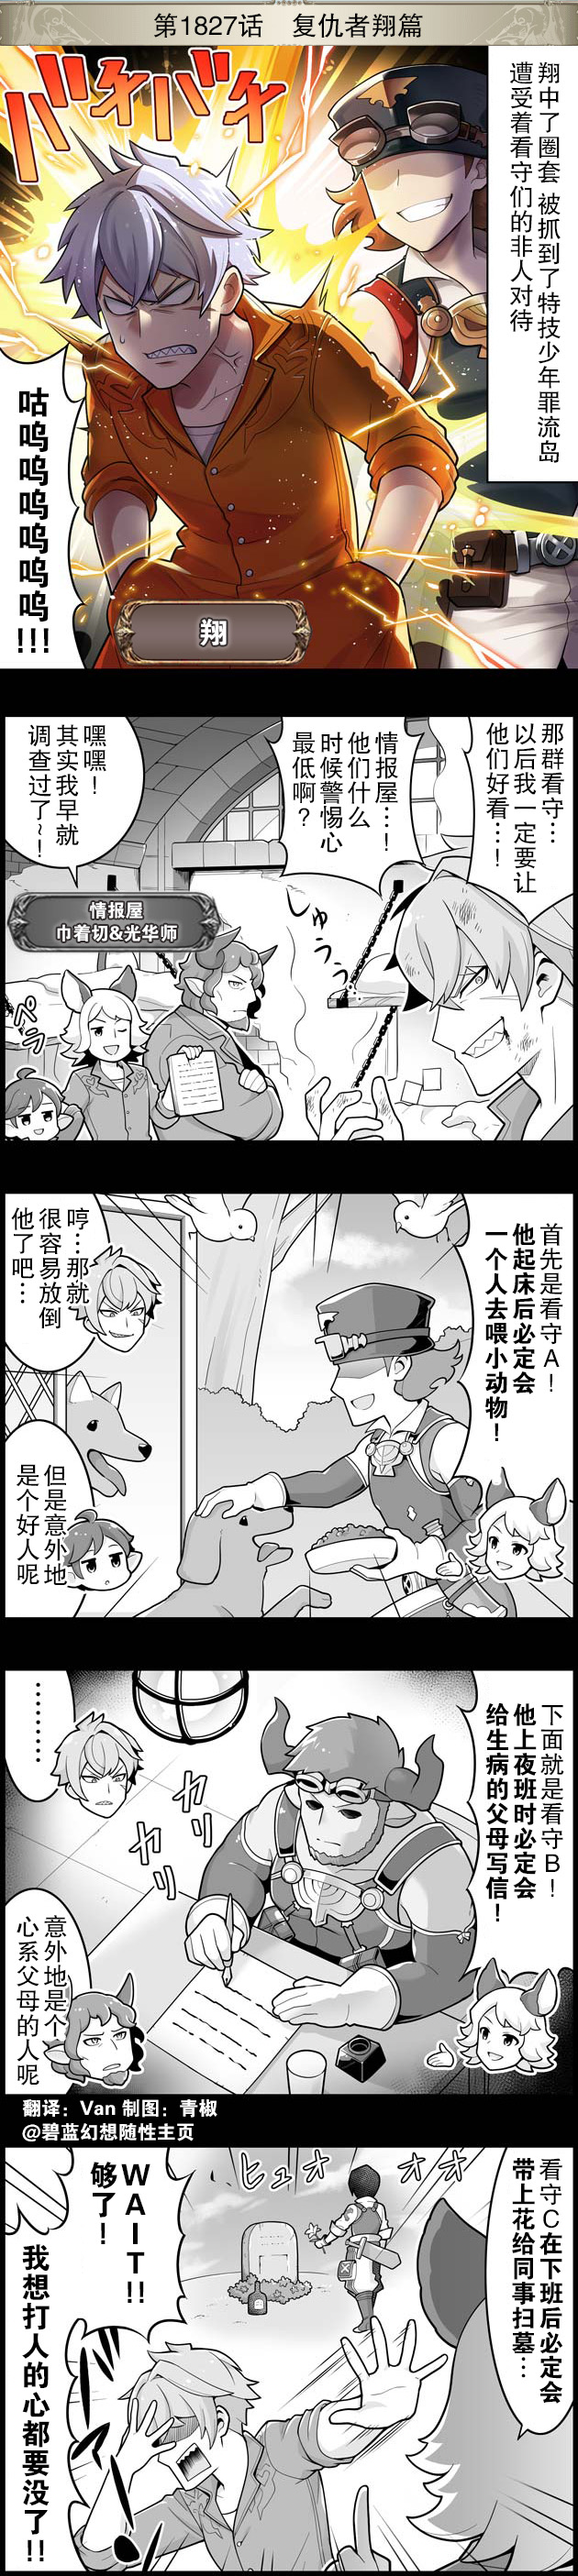 第1827话　复仇者翔篇
翔中了圈套 被抓到了特技少年罪流岛
遭受着看守们的非人对待
バチバチ
咕呜呜呜呜呜呜!!!
翔
那群看守…
以后我一定要让
他们好看…！
情报屋…！
他们什么
时候警惕心
最低啊？
嘿嘿！
其实我早就
调查过了~！
情报屋
巾着切&光华师
しゅうぅ
ペラ
首先是看守A！
他起床后必定会
一个人去喂小动物！
哼…那就
很容易放倒
他了吧…
但是意外地
是个好人呢
下面就是看守B！
他上夜班时必定会
给生病的父母写信！
………
カリカリ
意外地是个
心系父母的人呢
翻译：Van 制图：青椒
@碧蓝幻想随性主页
看守C在下班后必定会
带上花给同事扫墓…
ヒュオオオ
WAIT!!
够了！
我想打人的心都要没了!!